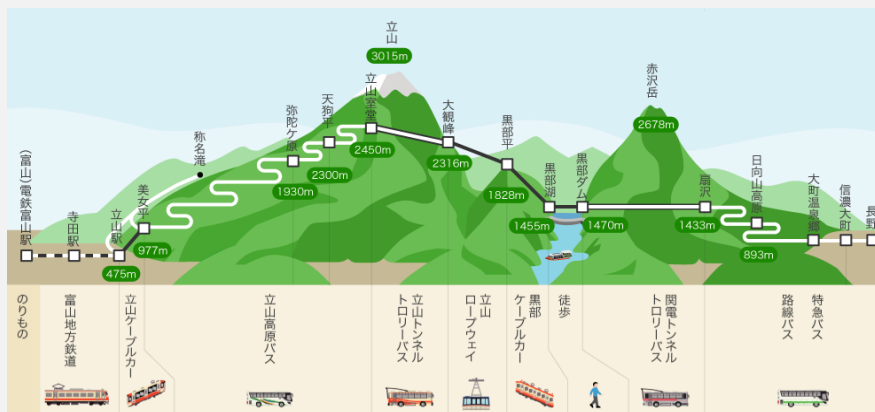 立山
3015m
(富山)電鉄富山駅
寺田駅
立山駅
475m
美女平
977m
称名滝
弥陀ケ原
1930m
天狗平
2300m
立山室堂
2450m
大観峰
2316m
黒部平
1828m
黒部湖
1455m
黒部ダム
1470m
赤沢岳
2678m
扇沢
1433m
日向山高原
893m
大町温泉郷
信濃大町
長野
のりもの
富山地方鉄道
立山ケーブルカー
立山高原バス
立山トンネル
トロリーバス
立山
ロープウェイ
黒部
ケーブルカー
徒歩
関電トンネル
トロリーバス
特急バス
路線バス